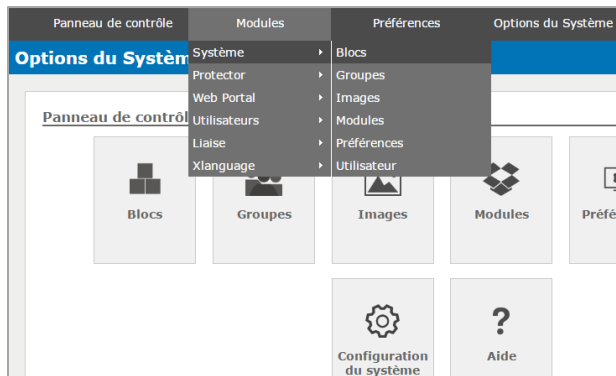 Panneau de contrôle Modules Préférences Options du Système
Options du Systèm
Système Blocs
Protector Groupes
Web Portal Images
Utilisateurs Modules
Liaise Préférences
Xlanguage Utilisateur
Panneau de contrôl
Blocs Groupes Images Modules Préfé
Configuration Aide
du système